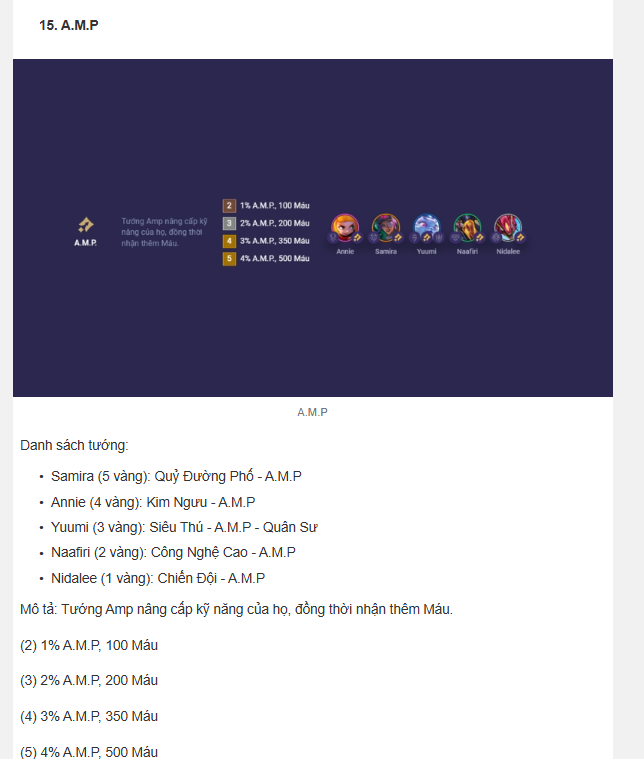 15. A.M.P
A.M.P.
Tướng Amp nâng cấp kỹ
năng của họ, đồng thời
nhận thêm Máu.
2 1% A.M.P., 100 Máu
3 2% A.M.P., 200 Máu
4 3% A.M.P., 350 Máu
5 4% A.M.P., 500 Máu
Annie Samira Yuumi Naafiri Nidalee
A.M.P
Danh sách tướng:
• Samira (5 vàng): Quỷ Đường Phố - A.M.P
• Annie (4 vàng): Kim Ngưu - A.M.P
• Yuumi (3 vàng): Siêu Thú - A.M.P - Quân Sư
• Naafiri (2 vàng): Công Nghệ Cao - A.M.P
• Nidalee (1 vàng): Chiến Đội - A.M.P
Mô tả: Tướng Amp nâng cấp kỹ năng của họ, đồng thời nhận thêm Máu.
(2) 1% A.M.P, 100 Máu
(3) 2% A.M.P, 200 Máu
(4) 3% A.M.P, 350 Máu
(5) 4% A.M.P, 500 Máu